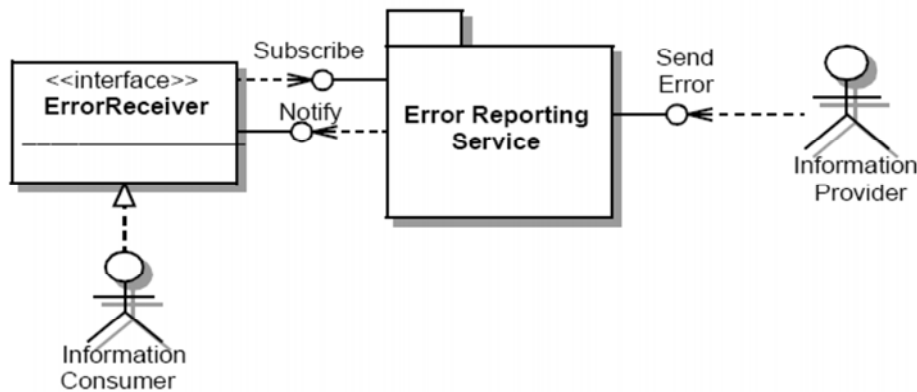 Subscribe
<<interface>>
ErrorReceiver
Notify
Error Reporting
Service
Send
Error
Information
Provider
Information
Consumer